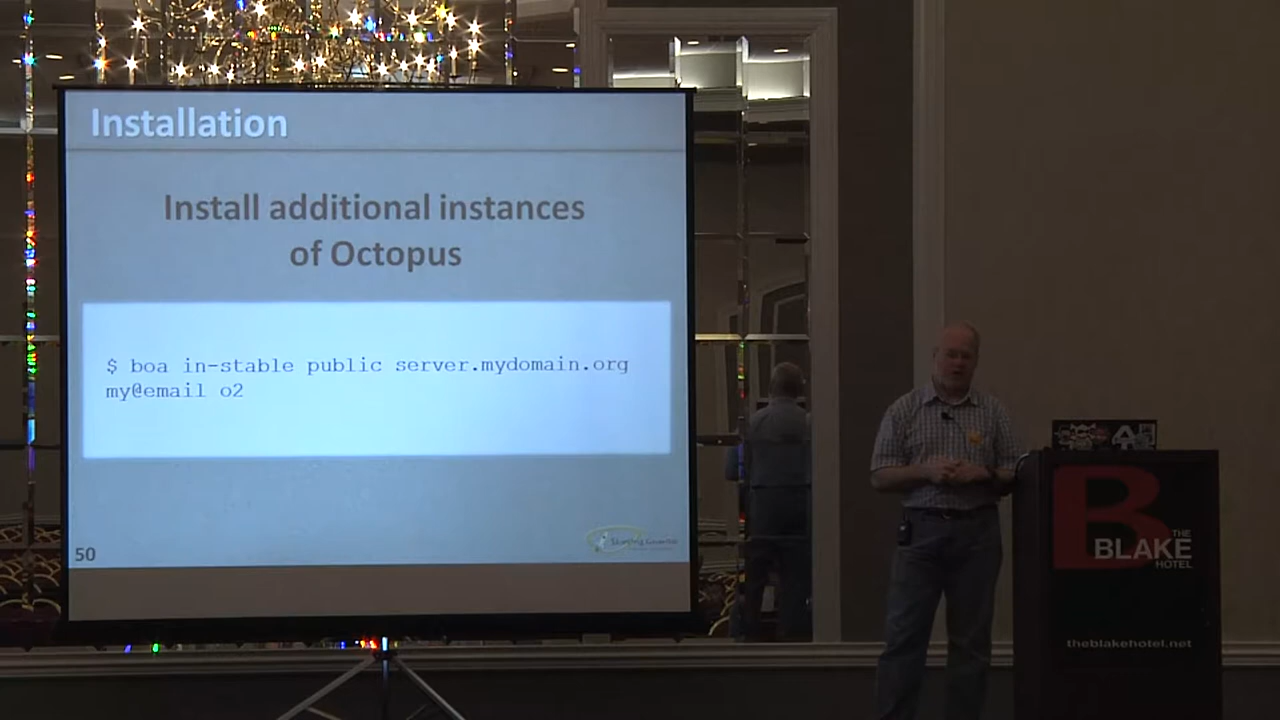 Installation
Install additional instances
of Octopus
$ boa in-stable public server.mydomain.org
my@email o2
50
B
THE
BLAKE
HOTEL
theblakehotel.net